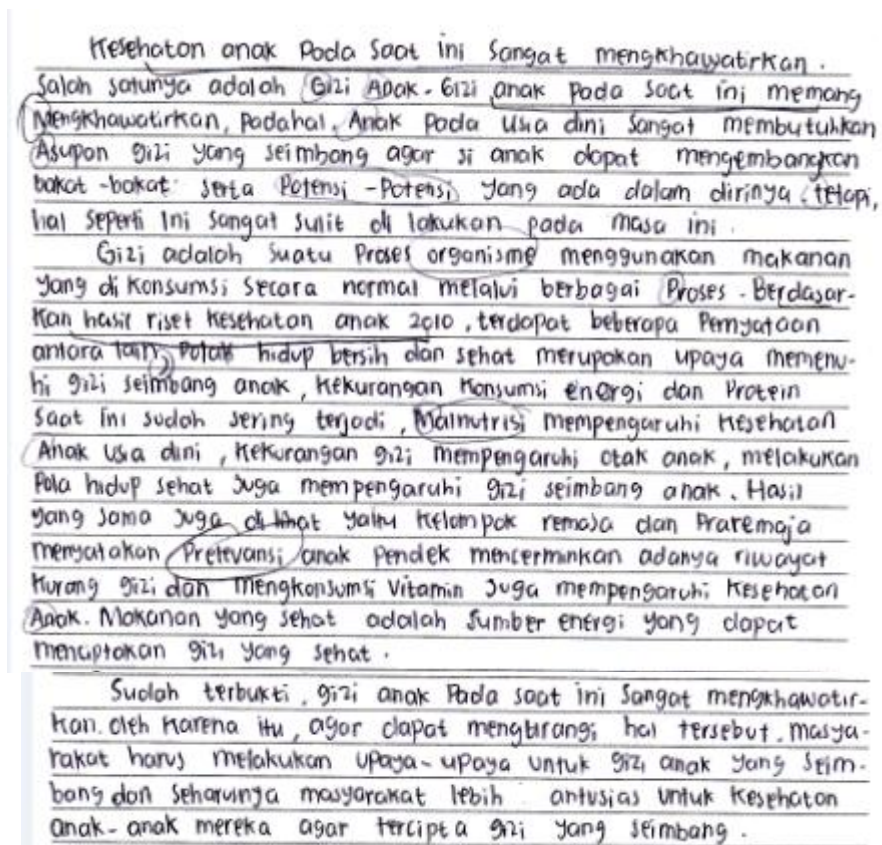 Kesehatan anak Pada saat ini sangat mengkhawatirkan.
Salah satunya adalah Gizi Anak. Gizi anak pada saat ini memang
Mengkhawatirkan, padahal, Anak pada usia dini sangat membutuhkan
Asupan gizi yang seimbang agar si anak dapat mengembangkan
bakat-bakat serta Potensi-Potensi yang ada dalam dirinya. tetapi,
hal seperti ini sangat sulit di lakukan pada masa ini.
Gizi adalah suatu Proses organisme menggunakan makanan
yang di konsumsi secara normal melalui berbagai Proses. Berdasar-
kan hasil riset kesehatan anak 2010, terdapat beberapa Pernyataan
antara lain, hidup bersih dan sehat merupakan upaya memenu-
hi gizi seimbang anak, kekurangan konsumsi energi dan Protein
saat ini sudah sering terjadi, Malnutrisi mempengaruhi kesehatan
Anak usia dini, kekurangan gizi mempengaruhi otak anak, melakukan
Pola hidup sehat juga mempengaruhi gizi seimbang anak. Hasil
yang sama juga di lihat yaitu kelompok remaja dan Praremaja
menyatakan Prelevansi anak pendek mencerminkan adanya riwayat
kurang gizi dan mengkonsumsi Vitamin juga mempengaruhi kesehatan
Anak. Makanan yang sehat adalah sumber energi yang dapat
menciptakan gizi yang sehat.
Sudah terbukti, gizi anak Pada saat ini sangat mengkhawatir-
kan. oleh karena itu, agar dapat mengurangi hal tersebut, masya-
rakat harus melakukan upaya-upaya untuk gizi anak yang seim-
bang dan seharusnya masyarakat lebih antusias untuk kesehatan
anak-anak mereka agar tercipta gizi yang seimbang.